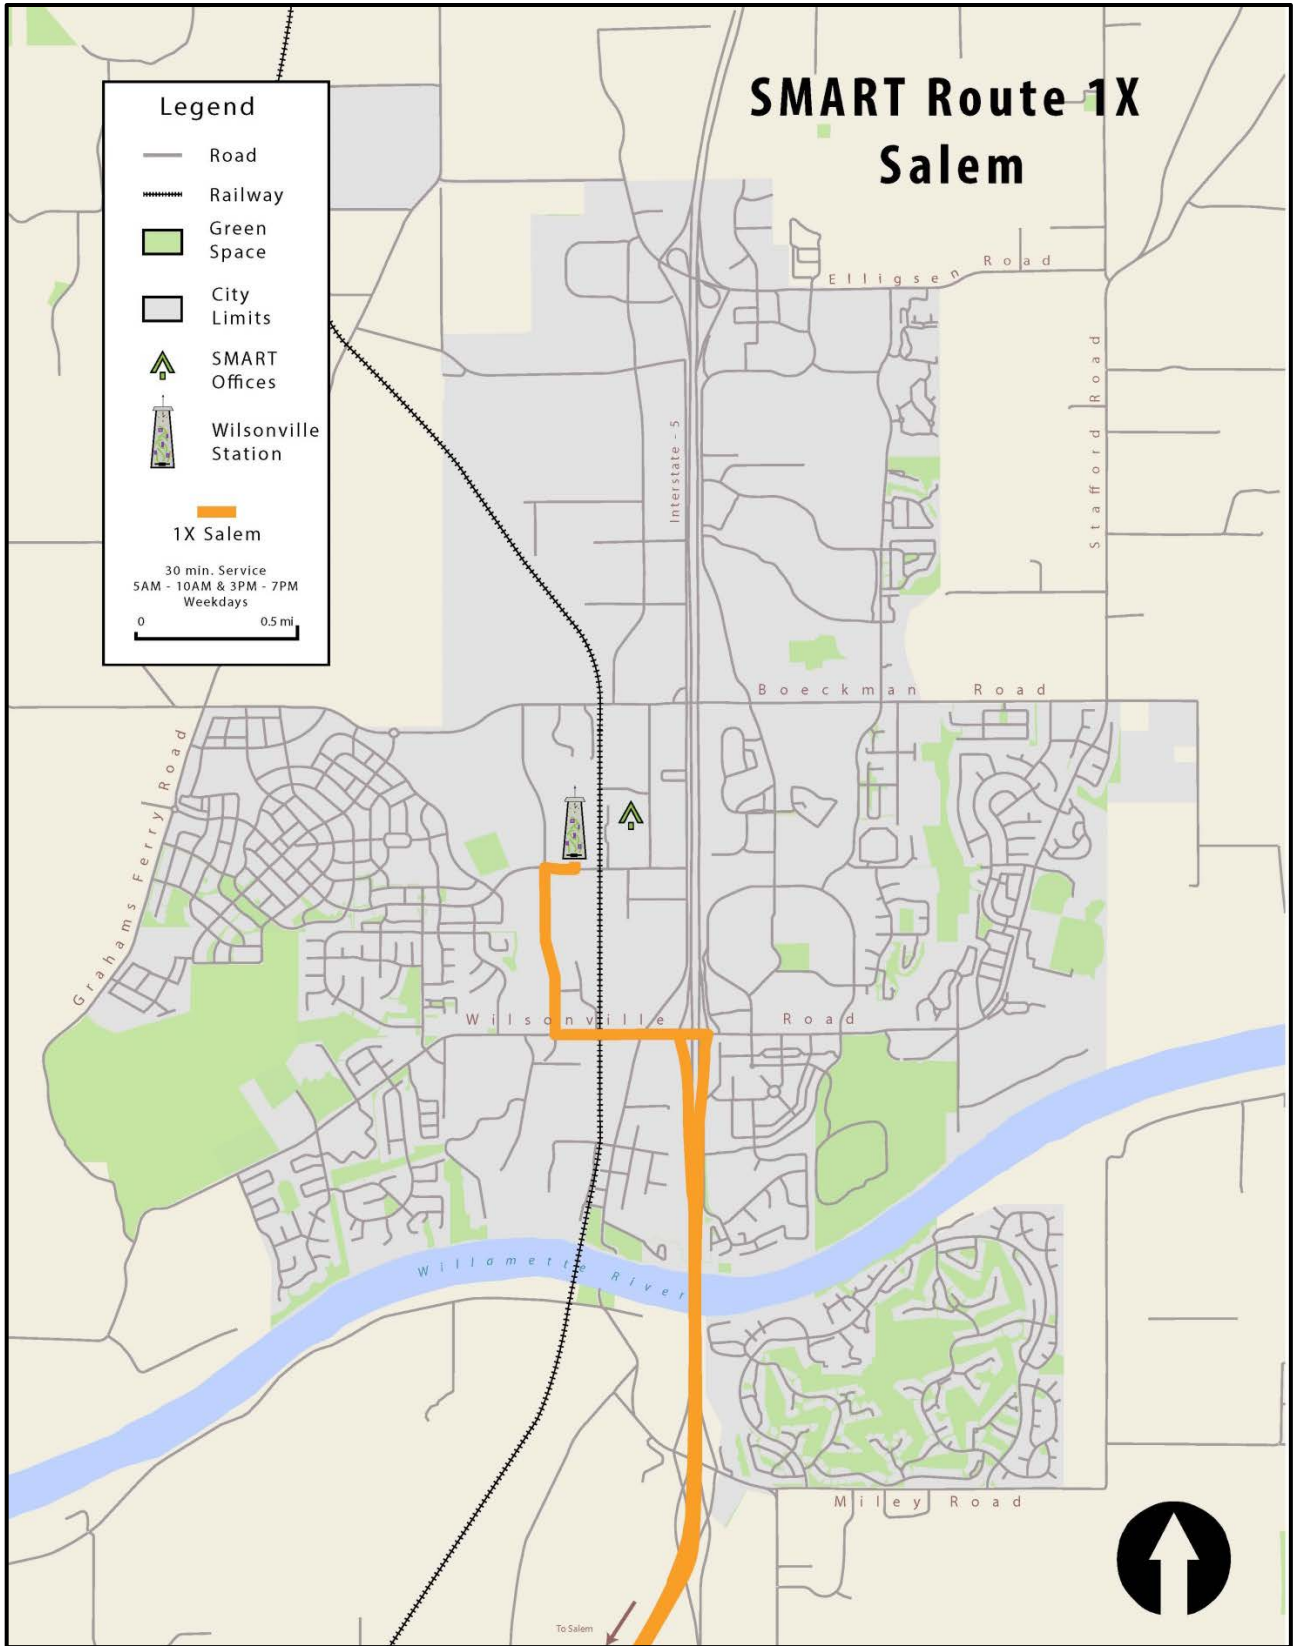 SMART Route 1X
Salem
Legend
Road
Railway
Green
Space
City
Limits
SMART
Offices
Wilsonville
Station
1X Salem
30 min. Service
5AM - 10AM & 3PM - 7PM
Weekdays
0 0.5 mi
Elligsen Road
Stafford Road
Interstate - 5
Boeckman Road
Grahams Ferry Road
Wilsonville Road
Willamette River
Miley Road
To Salem